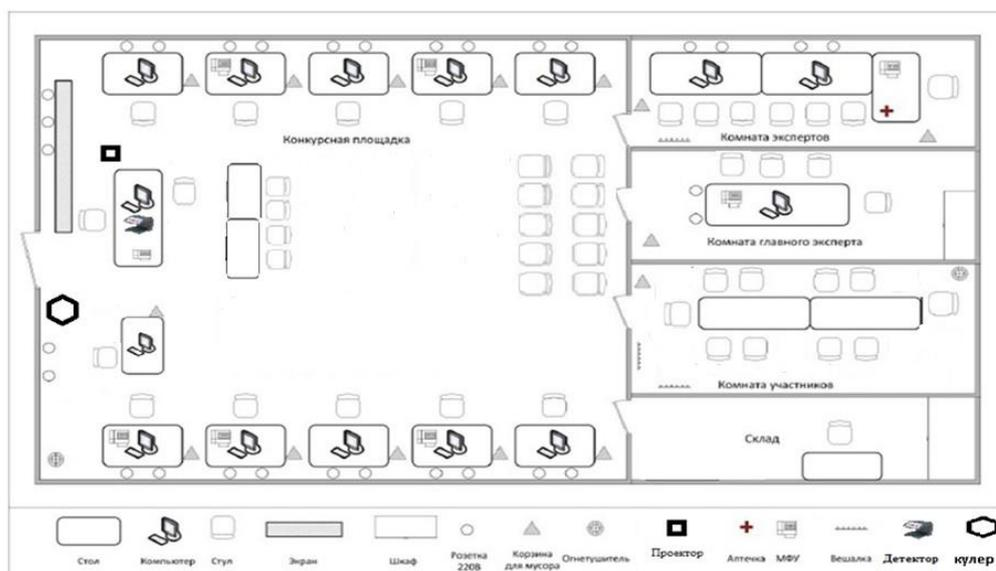 Конкурсная площадка
Комната экспертов
Комната главного эксперта
Комната участников
Склад
Стол
Компьютер
Стул
Экран
Шкаф
Розетка
220В
Корзина
для мусора
Огнетушитель
Проектор
Аптечка
МФУ
Вешалка
Детектор
кулер